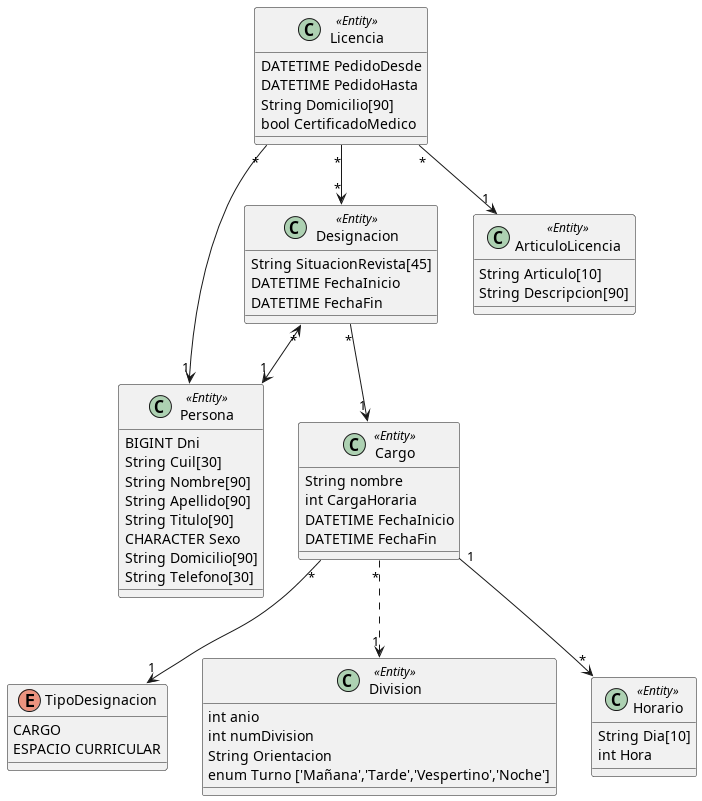 C «Entity»
Licencia
DATETIME PedidoDesde
DATETIME PedidoHasta
String Domicilio[90]
bool CertificadoMedico
* * *
* 1
C «Entity»
Designacion
String SituacionRevista[45]
DATETIME FechaInicio
DATETIME FechaFin
C «Entity»
ArticuloLicencia
String Articulo[10]
String Descripcion[90]
* *
1 1 1
C «Entity»
Persona
BIGINT Dni
String Cuil[30]
String Nombre[90]
String Apellido[90]
String Titulo[90]
CHARACTER Sexo
String Domicilio[90]
String Telefono[30]
C «Entity»
Cargo
String nombre
int CargaHoraria
DATETIME FechaInicio
DATETIME FechaFin
* * 1
1 1 *
E TipoDesignacion
CARGO
ESPACIO CURRICULAR
C «Entity»
Division
int anio
int numDivision
String Orientacion
enum Turno ['Mañana','Tarde','Vespertino','Noche']
C «Entity»
Horario
String Dia[10]
int Hora